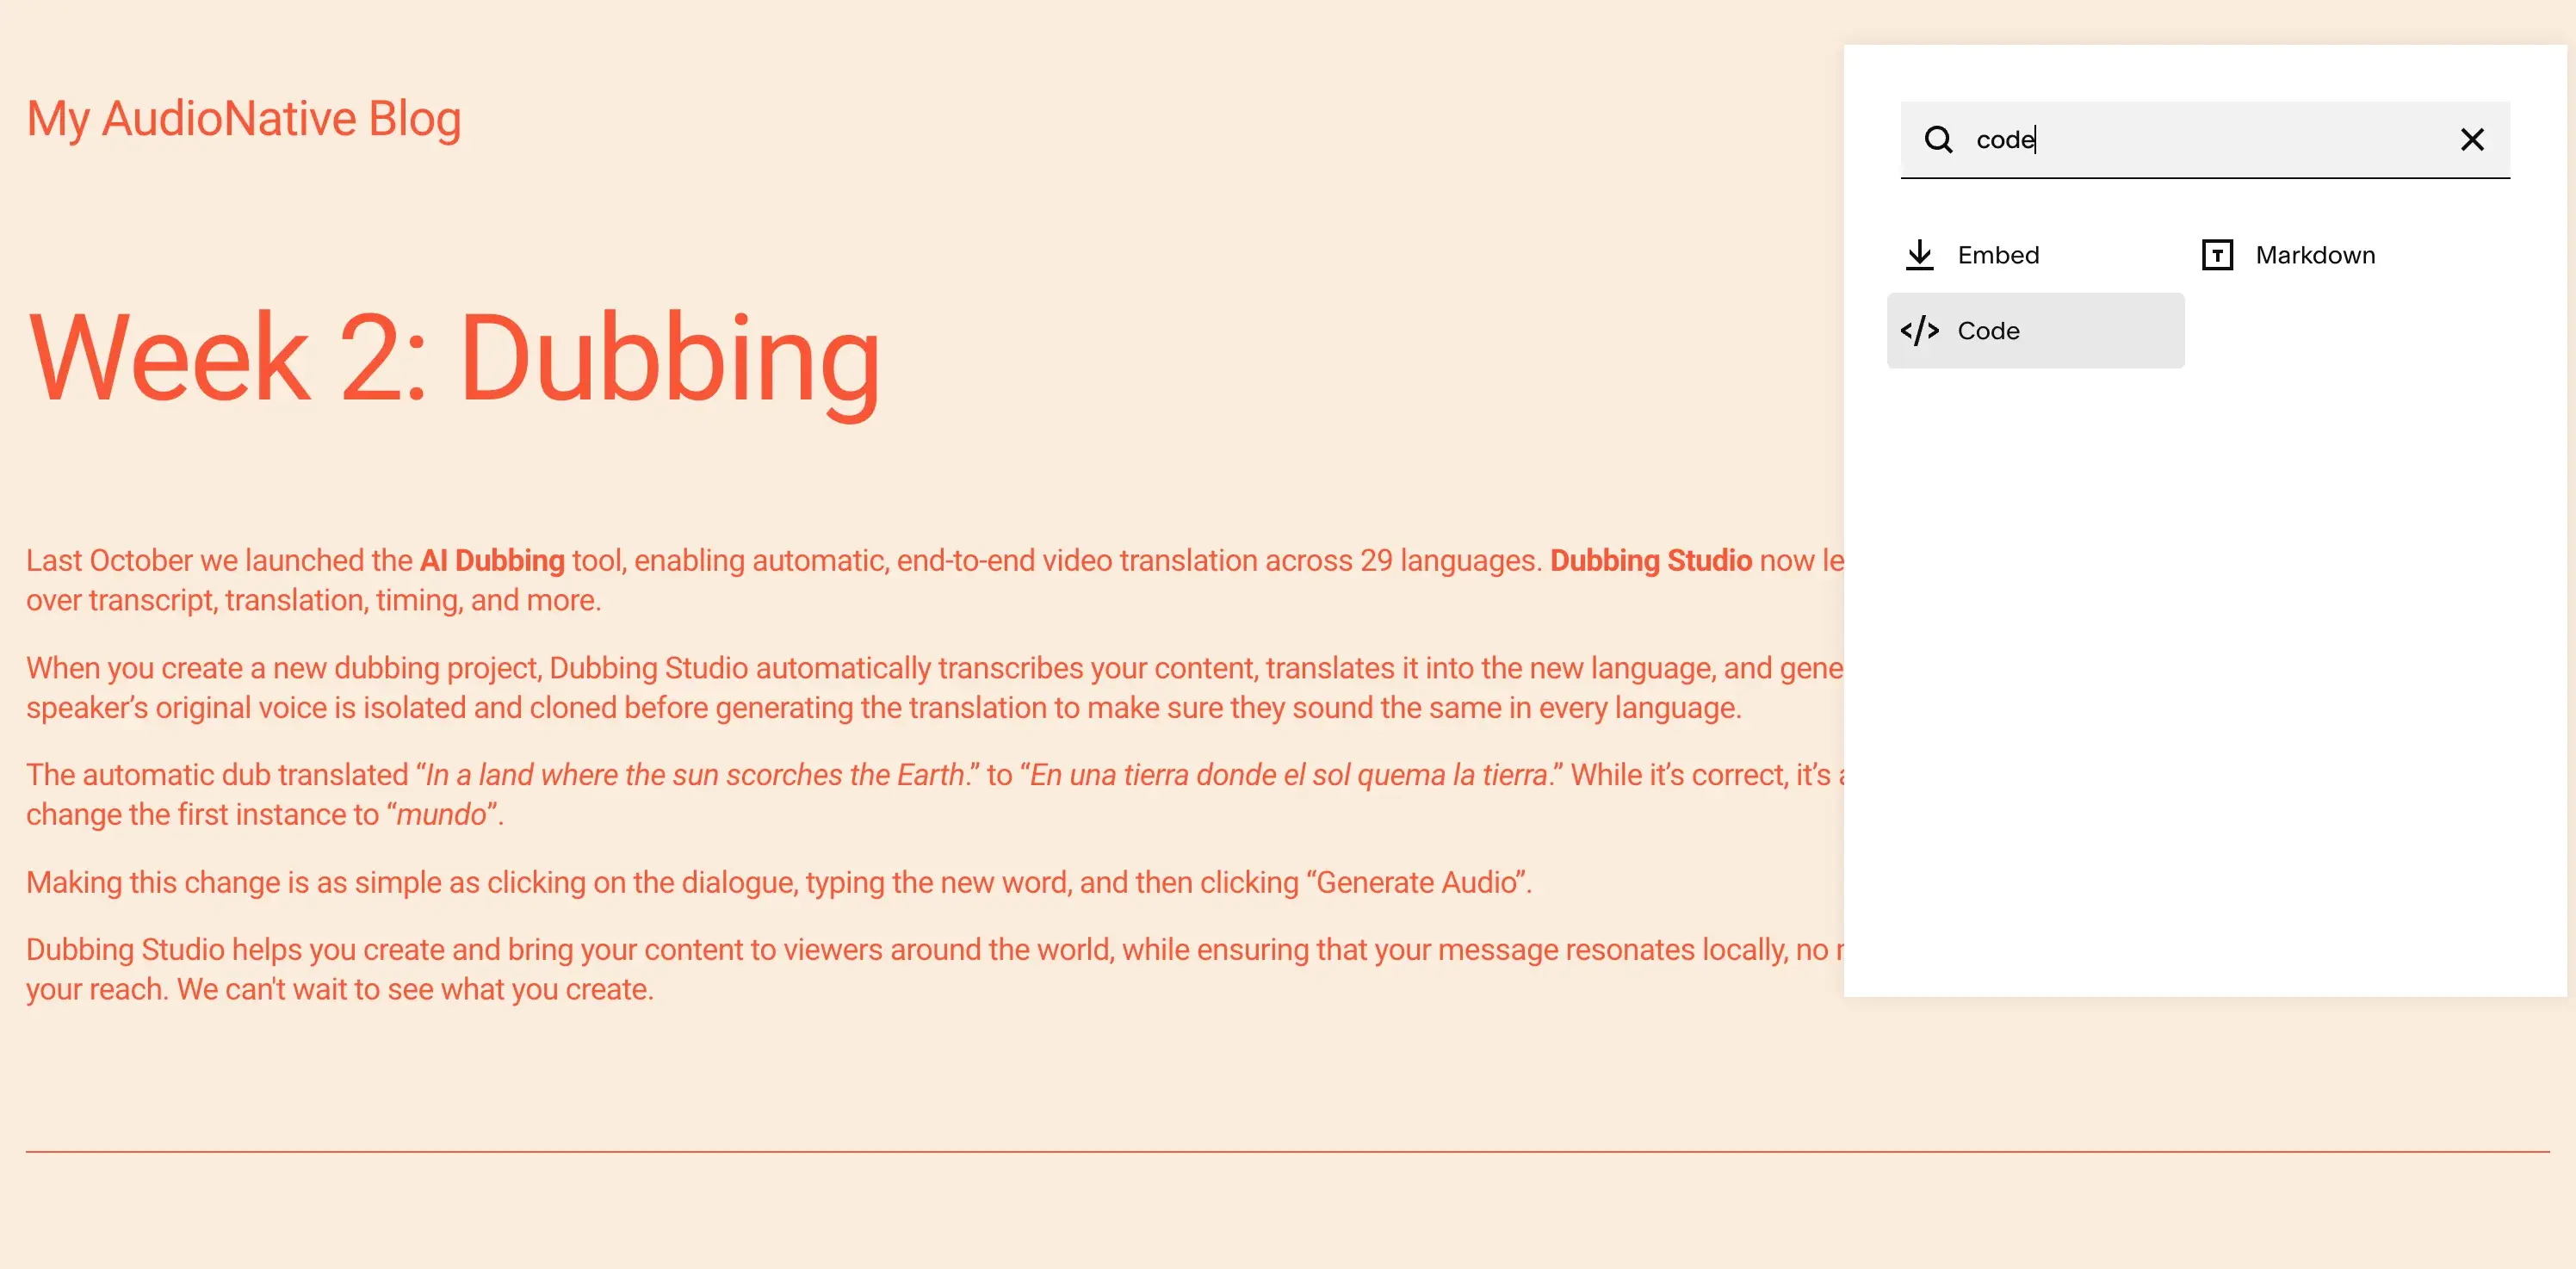 My AudioNative Blog
Week 2: Dubbing
Last October we launched the AI Dubbing tool, enabling automatic, end-to-end video translation across 29 languages. Dubbing Studio now
over transcript, translation, timing, and more.
When you create a new dubbing project, Dubbing Studio automatically transcribes your content, translates it into the new language, and
speaker’s original voice is isolated and cloned before generating the translation to make sure they sound the same in every language.
The automatic dub translated “In a land where the sun scorches the Earth.” to “En una tierra donde el sol quema la tierra.” While it’s correct, it’s
change the first instance to “mundo”.
Making this change is as simple as clicking on the dialogue, typing the new word, and then clicking “Generate Audio”.
Dubbing Studio helps you create and bring your content to viewers around the world, while ensuring that your message resonates locally, no
your reach. We can't wait to see what you create.
code
Embed
Markdown
Code